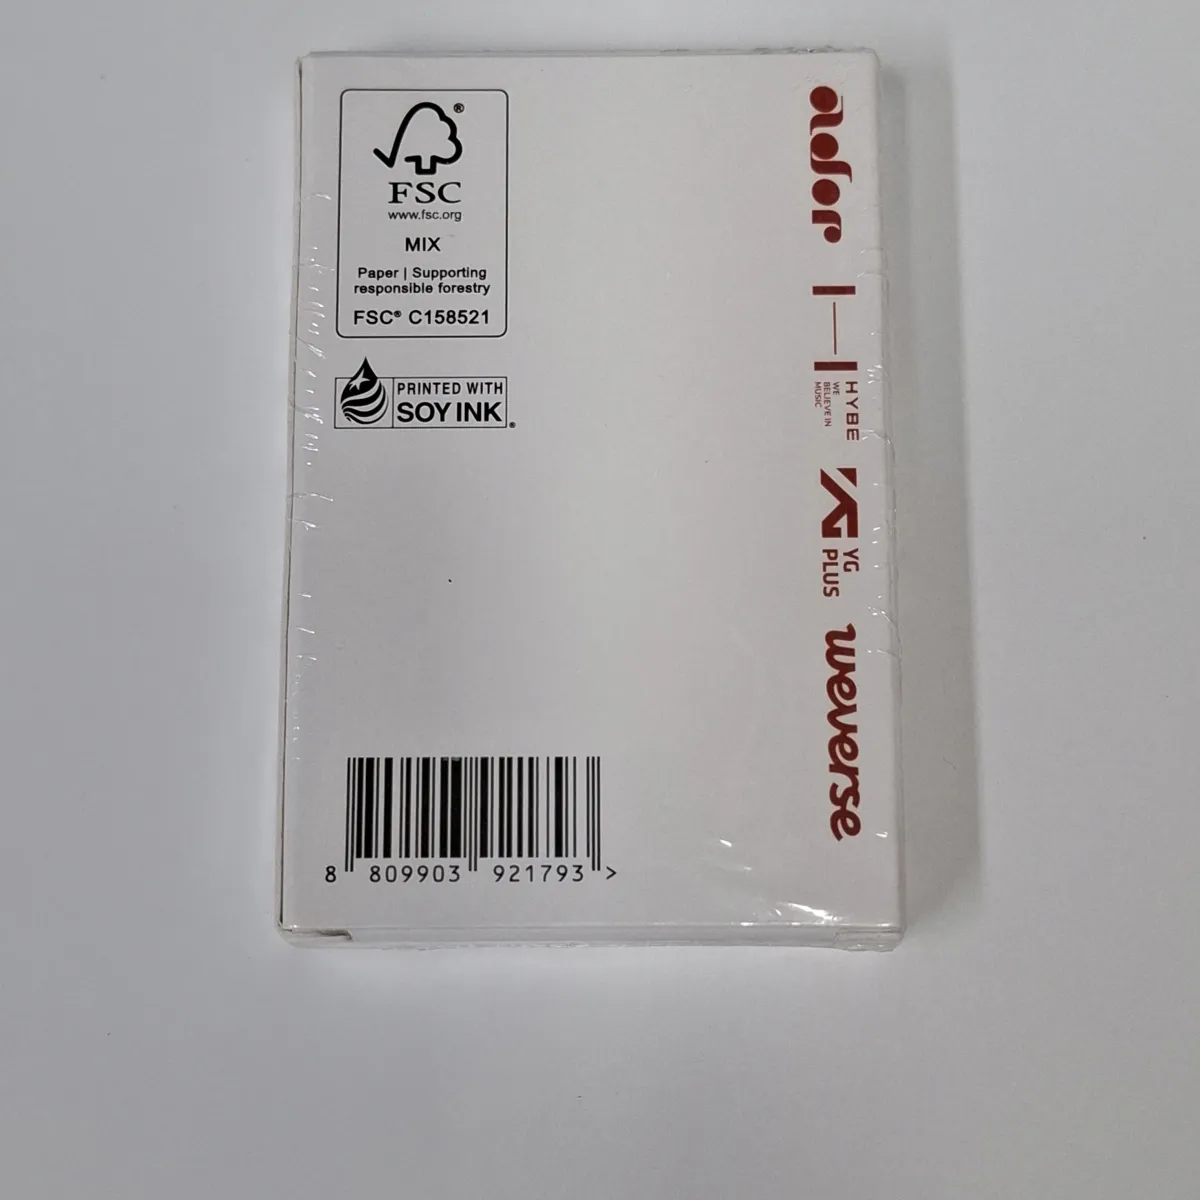 ®
FSC
www.fsc.org
MIX
Paper | Supporting
responsible forestry
FSC® C158521
PRINTED WITH
SOY INK®
ador
HYBE
WE
BELIEVE IN
MUSIC
YG
YG
PLUS
weverse
8 809903 921793 >